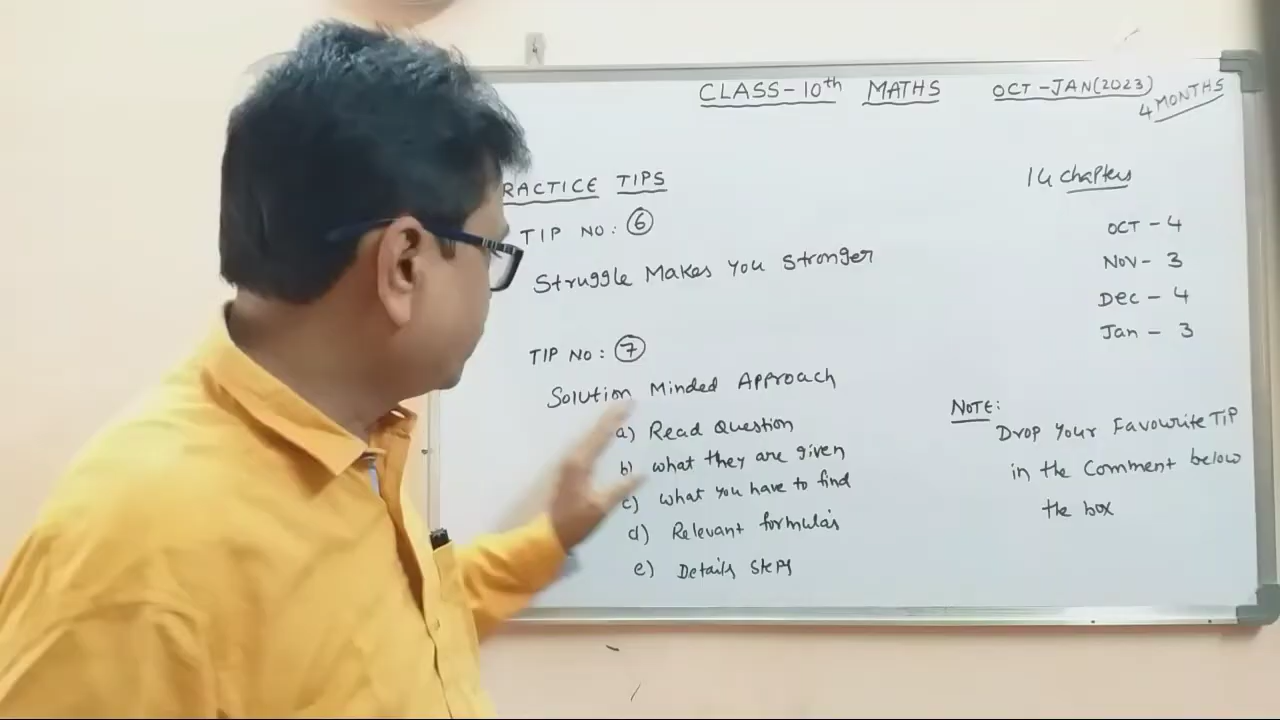 CLASS-10th MATHS OCT-JAN(2023)
4 MONTHS
RACTICE TIPS
TIP NO: 6
Struggle Makes You Stronger
TIP NO: 7
Solution Minded Approach
a) Read Question
b) what they are given
c) what you have to find
d) Relevant formula's
e) Details steps
14 chapters
OCT - 4
Nov - 3
Dec - 4
Jan - 3
NOTE:
Drop Your Favourite TIP
in the Comment below
the box